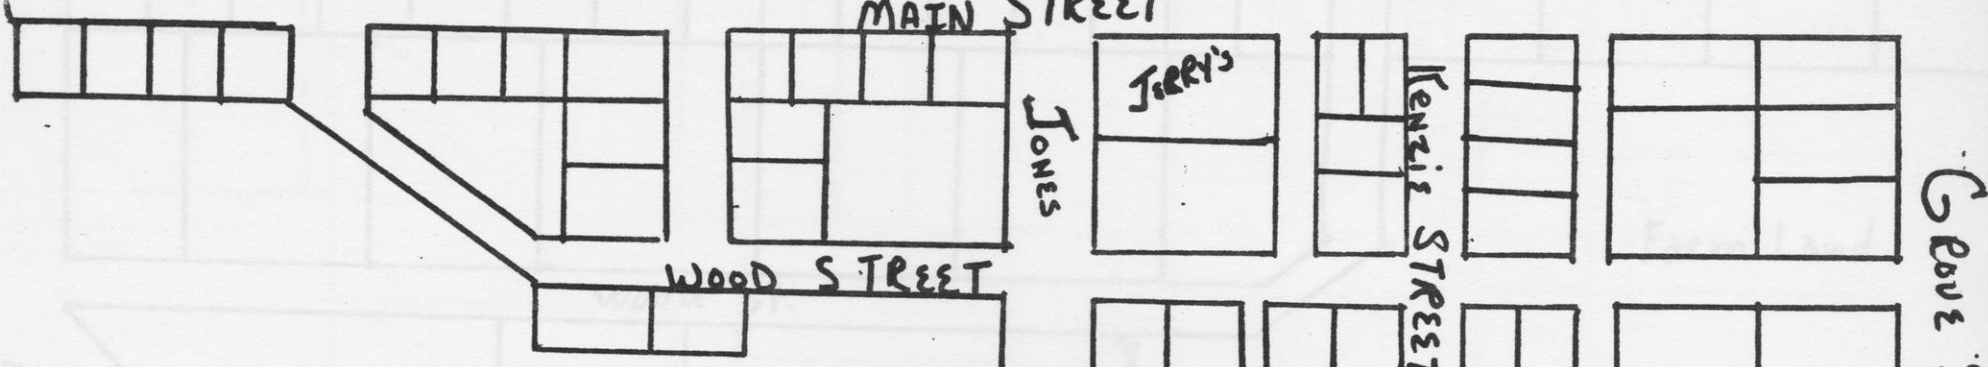 MAIN STREET
JERRY's
JONES
KENZiE STREET
WOOD STREET
GROVE